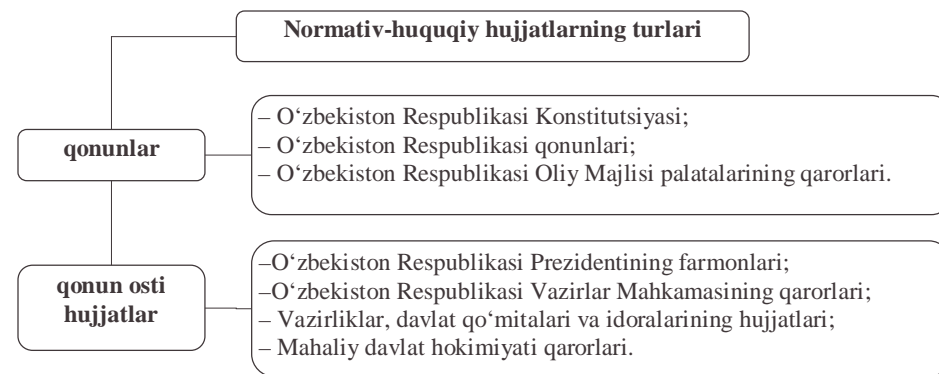 Normativ-huquqiy hujjatlarning turlari
qonunlar
– O‘zbekiston Respublikasi Konstitutsiyasi;
– O‘zbekiston Respublikasi qonunlari;
– O‘zbekiston Respublikasi Oliy Majlisi palatalarining qarorlari.
qonun osti
hujjatlar
–O‘zbekiston Respublikasi Prezidentining farmonlari;
–O‘zbekiston Respublikasi Vazirlar Mahkamasining qarorlari;
– Vazirliklar, davlat qo‘mitalari va idoralarining hujjatlari;
– Mahaliy davlat hokimiyati qarorlari.